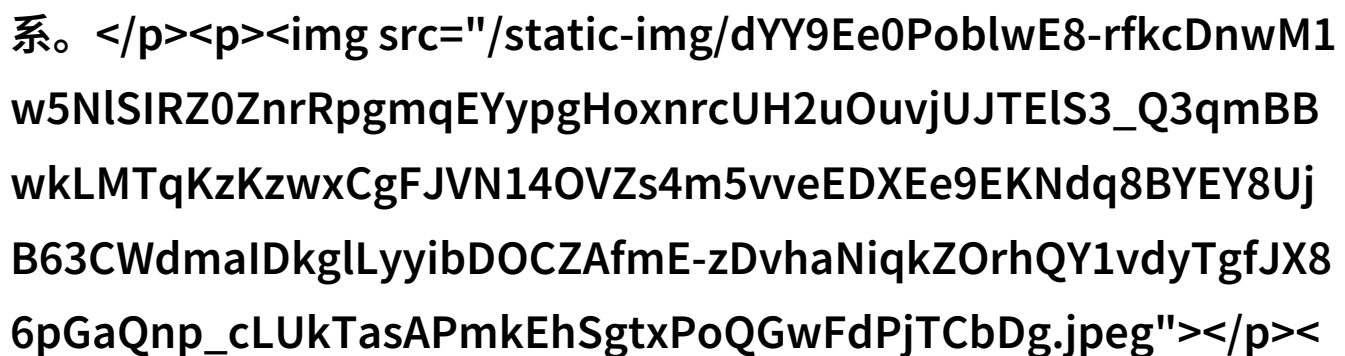 系。</p><p><img src="/static-img/dYY9Ee0PoblwE8-rfkcDnwM1
w5NlSIRZ0ZnrRpgmqEYypgHoxnrcUH2uOuvjUJTElS3_Q3qmBB
wkLMTqKzKzwxCgFJVN14OVZs4m5vveEDXEe9EKNdq8BYEY8Uj
B63CWdmaIDkglLyyibDOCZAfmE-zDvhaNiqkZOrhQY1vdyTgfJX8
6pGaQnp_cLUkTasAPmkEhSgtxPoQGwFdPjTCbDg.jpeg"></p><